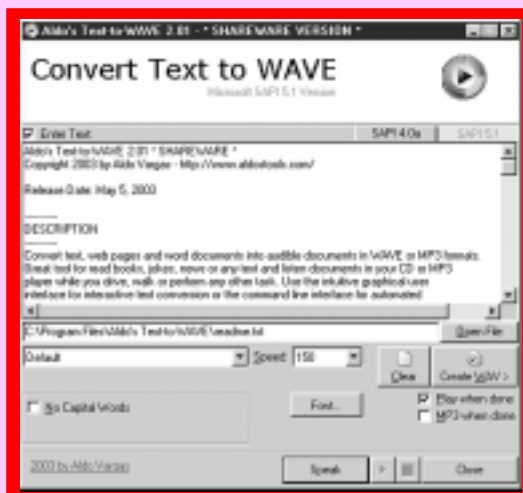 Aldo's Text-to-WAVE 2.01 - * SHAREWARE VERSION *
Convert Text to WAVE
Microsoft SAPI 5.1 Version
Enter Text
SAPI 4.0a
SAPI 5.1
Aldo's Text-to-WAVE 2.01 * SHAREWARE *
Copyright 2003 by Aldo Vargas - http://www.aldostools.com/
Release Date: May 5, 2003
--------
DESCRIPTION
--------
Convert text, web pages and word documents into audible documents in WAVE or MP3 formats.
Great tool for read books, jokes, news or any text and listen documents in your CD or MP3
player while you drive, walk or perform any other task. Use the intuitive graphical user
interface for interactive text conversion or the command line interface for automated
C:\Program Files\Aldo's Text-to-WAVE\readme.txt
Open File
Default
Speed:
150
Clear
Create WAV >
No Capital Words
Font...
Play when done
MP3 when done
2003 by Aldo Vargas
Speak
Close